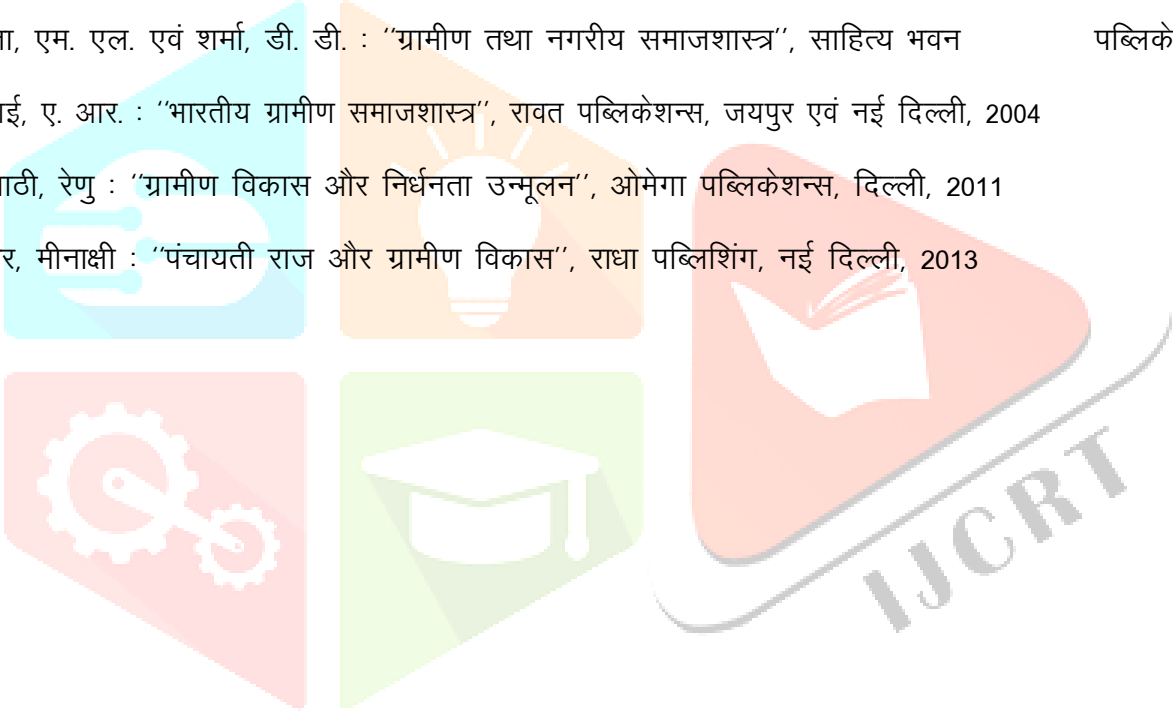 ता, एम. एल. एवं शर्मा, डी. डी. : ‘‘ग्रामीण तथा नगरीय समाजशास्त्र’’, साहित्य भवन पब्लिके
ाई, ए. आर. : ‘‘भारतीय ग्रामीण समाजशास्त्र’’, रावत पब्लिकेशन्स, जयपुर एवं नई दिल्ली, 2004
ाठी, रेणु : ‘‘ग्रामीण विकास और निर्धनता उन्मूलन’’, ओमेगा पब्लिकेशन्स, दिल्ली, 2011
र, मीनाक्षी : ‘‘पंचायती राज और ग्रामीण विकास’’, राधा पब्लिशिंग, नई दिल्ली, 2013
IJCRT